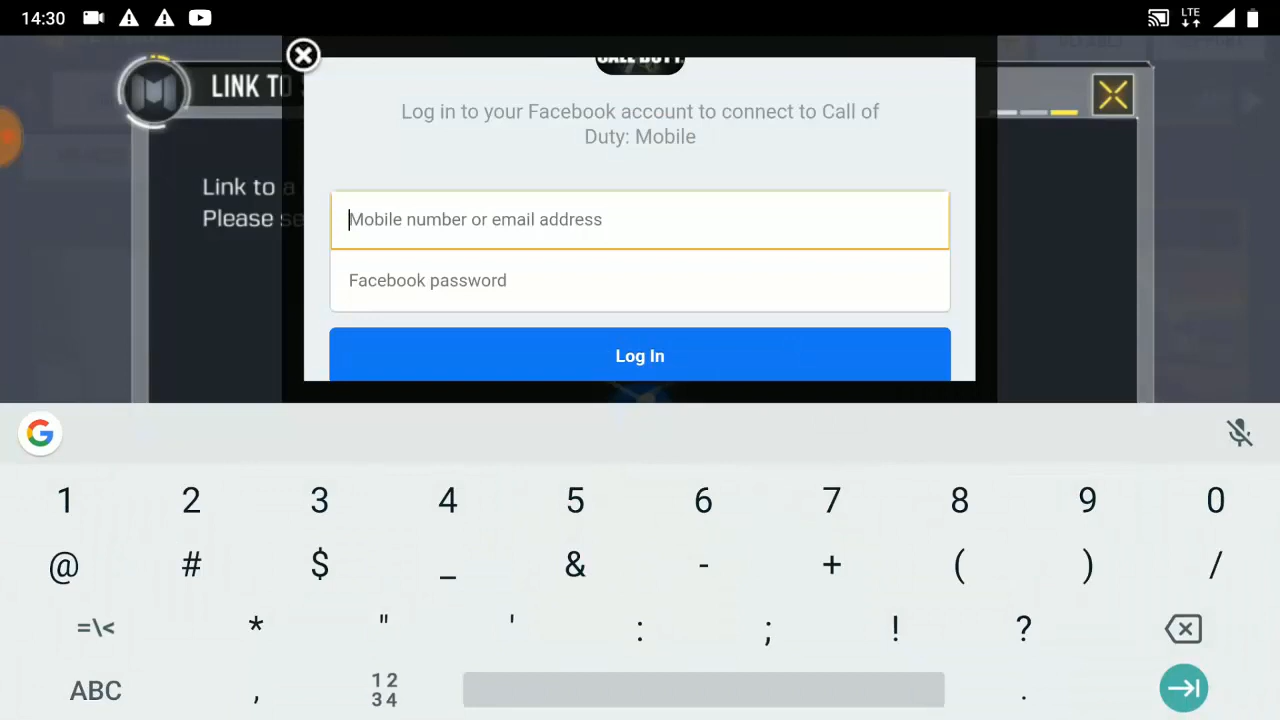 14:30
LTE
CALL DUTY
LINK TO
Log in to your Facebook account to connect to Call of
Duty: Mobile
Link to a
Please se
Mobile number or email address
Facebook password
Log In
1 2 3 4 5 6 7 8 9 0
@ # $ _ & - + ( ) /
=\< * " ' : ; ! ?
ABC , 12 .
34